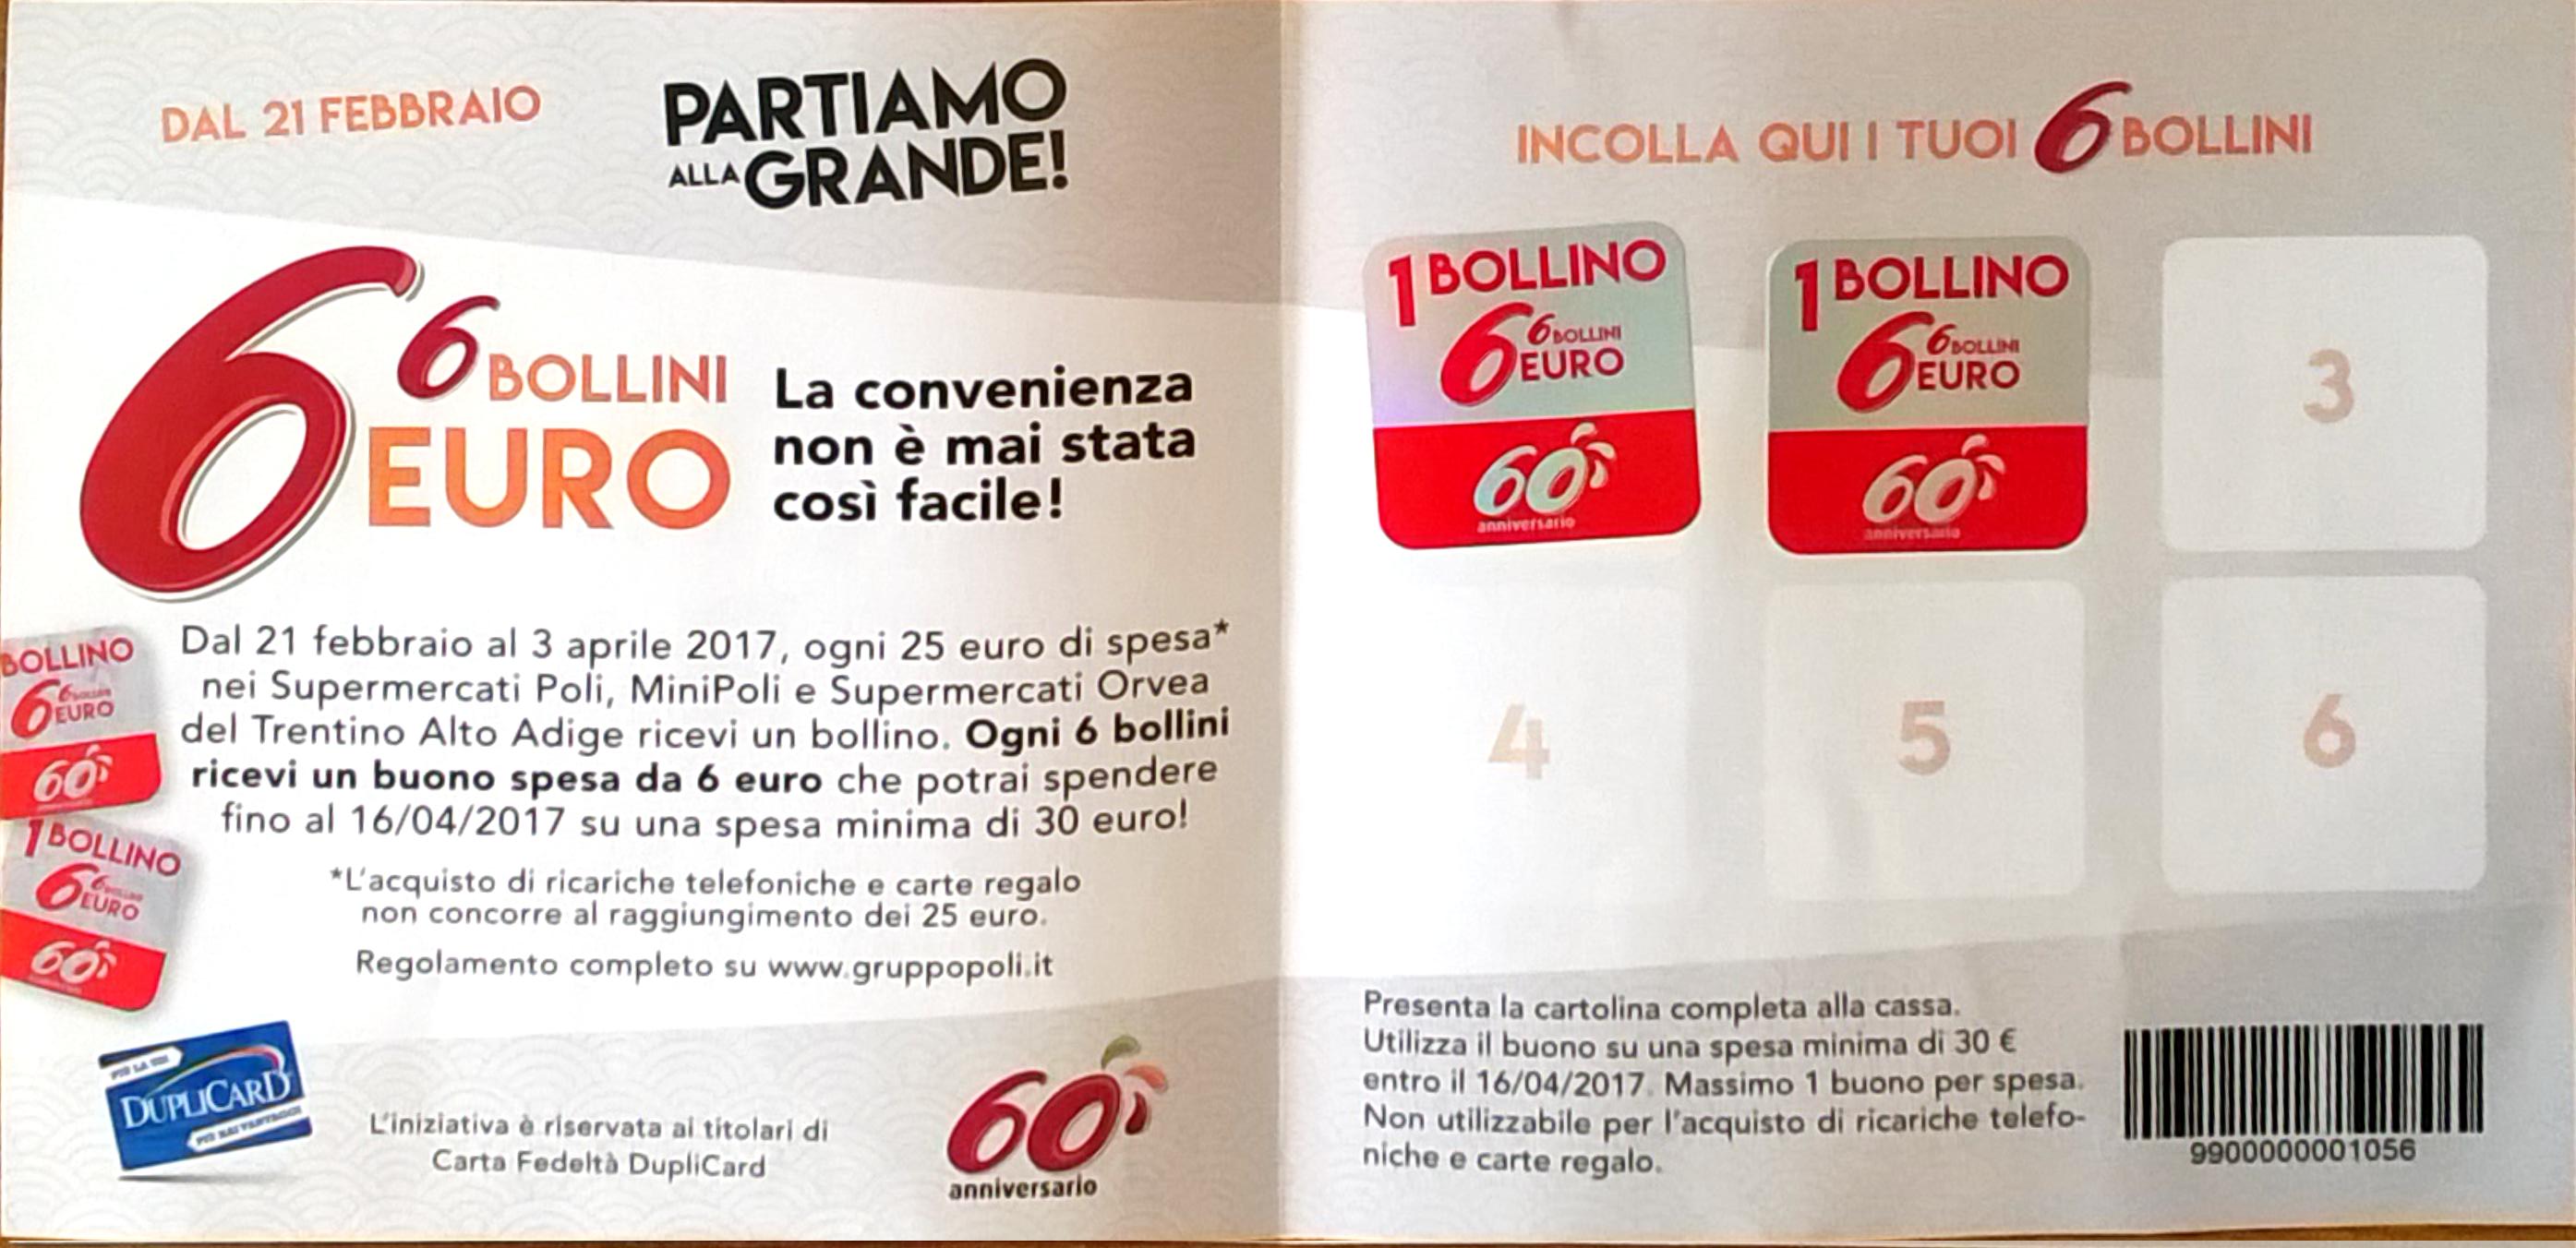 DAL 21 FEBBRAIO
PARTIAMO
ALLA GRANDE!
6 6 BOLLINI
EURO
La convenienza
non è mai stata
così facile!
BOLLINO
6 6 BOLLINI
EURO
60
1 BOLLINO
6 6
EURO
60
Dal 21 febbraio al 3 aprile 2017, ogni 25 euro di spesa*
nei Supermercati Poli, MiniPoli e Supermercati Orvea
del Trentino Alto Adige ricevi un bollino. Ogni 6 bollini
ricevi un buono spesa da 6 euro che potrai spendere
fino al 16/04/2017 su una spesa minima di 30 euro!
*L'acquisto di ricariche telefoniche e carte regalo
non concorre al raggiungimento dei 25 euro.
Regolamento completo su www.gruppopoli.it
DUPLICARD
L'iniziativa è riservata ai titolari di
Carta Fedeltà DupliCard
60
anniversario
INCOLLA QUI I TUOI 6 BOLLINI
1 BOLLINO
6 6 BOLLINI
EURO
60
anniversario
1 BOLLINO
6 6 BOLLINI
EURO
60
anniversario
3
4
5
6
Presenta la cartolina completa alla cassa.
Utilizza il buono su una spesa minima di 30 €
entro il 16/04/2017. Massimo 1 buono per spesa.
Non utilizzabile per l'acquisto di ricariche telefo-
niche e carte regalo.
9900000001056